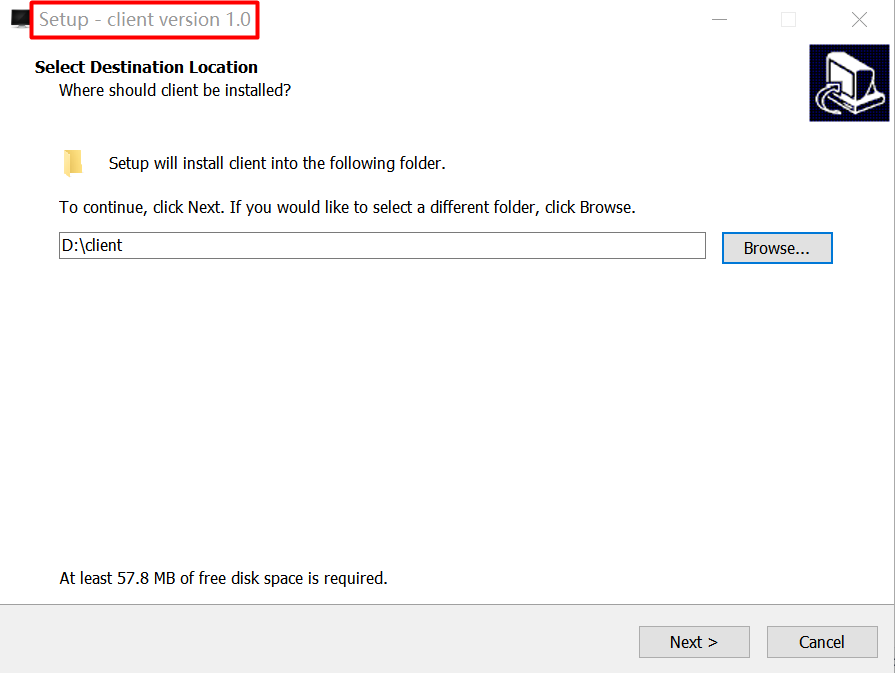 Setup - client version 1.0
Select Destination Location
Where should client be installed?
Setup will install client into the following folder.
To continue, click Next. If you would like to select a different folder, click Browse.
D:\client
Browse...
At least 57.8 MB of free disk space is required.
Next >
Cancel